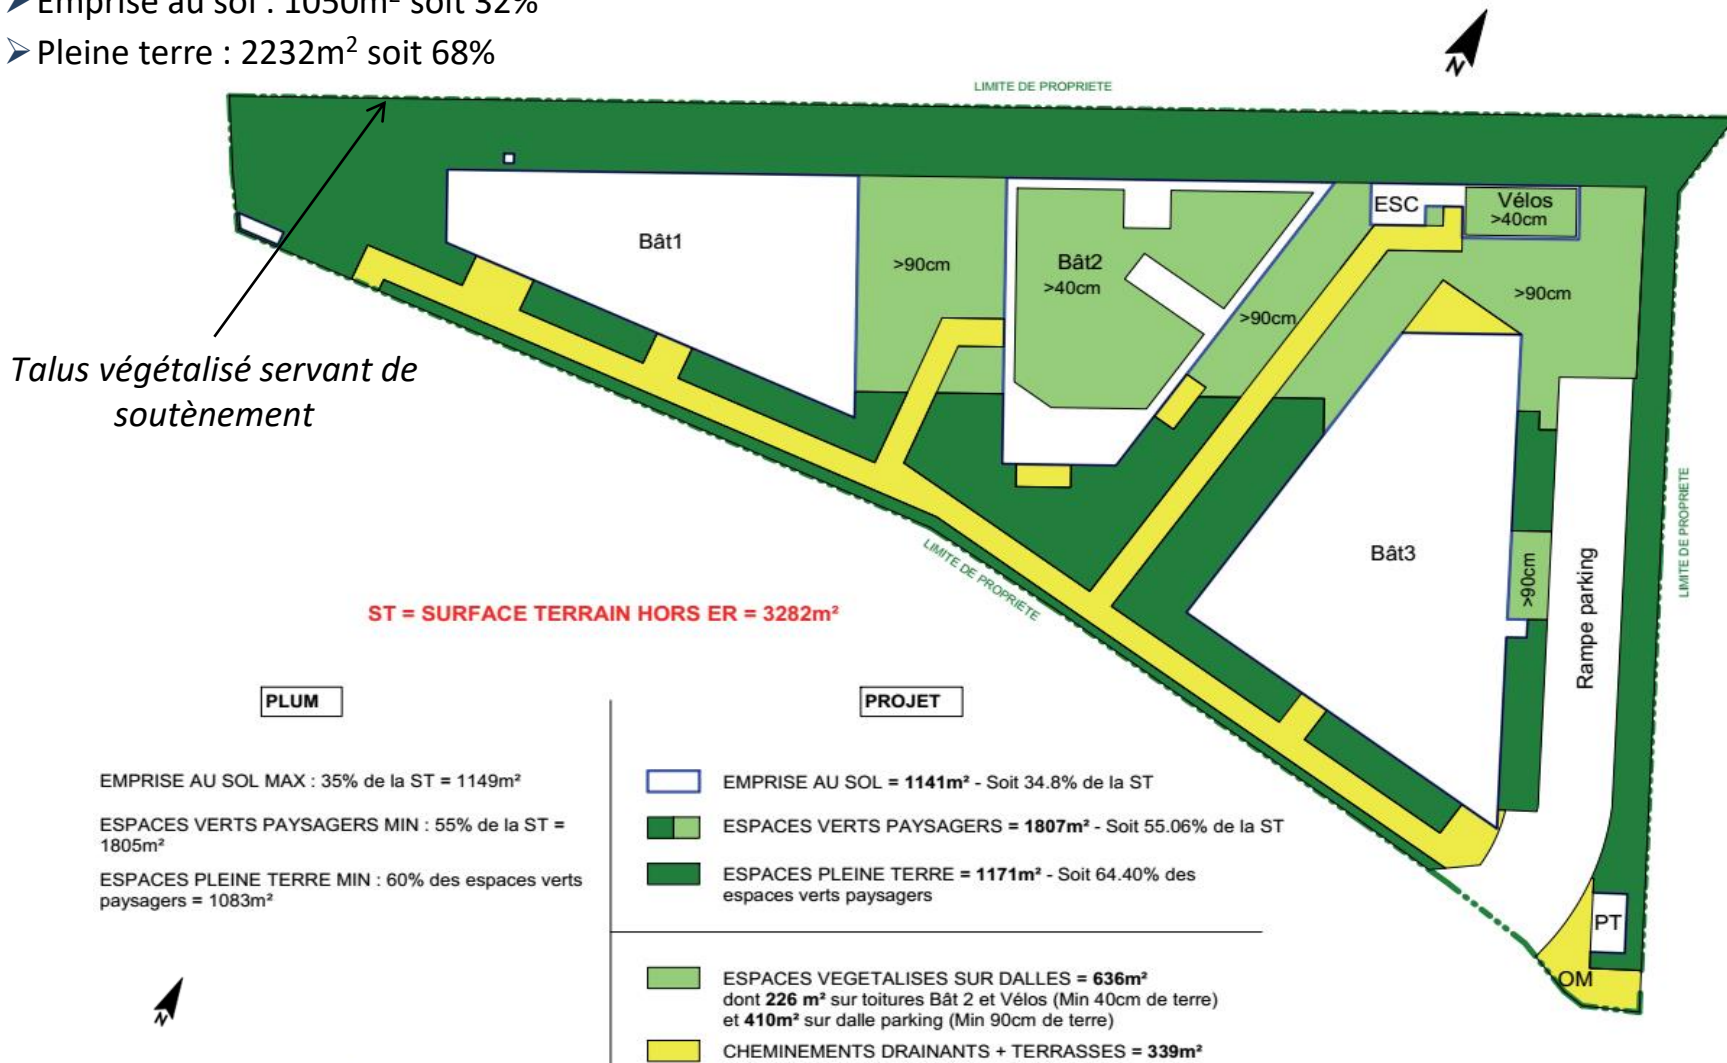 ➢Emprise au sol : 1050m² soit 32%
➢Pleine terre : 2232m² soit 68%
N
LIMITE DE PROPRIETE
ESC
Vélos
>40cm
Bât1
>90cm
Bât2
>40cm
>90cm
>90cm
Talus végétalisé servant de
soutènement
LIMITE DE PROPRIETE
LIMITE DE PROPRIETE
Bât3
>90cm
Rampe parking
ST = SURFACE TERRAIN HORS ER = 3282m²
PLUM
PROJET
EMPRISE AU SOL MAX : 35% de la ST = 1149m²
ESPACES VERTS PAYSAGERS MIN : 55% de la ST =
1805m²
ESPACES PLEINE TERRE MIN : 60% des espaces verts
paysagers = 1083m²
EMPRISE AU SOL = 1141m² - Soit 34.8% de la ST
ESPACES VERTS PAYSAGERS = 1807m² - Soit 55.06% de la ST
ESPACES PLEINE TERRE = 1171m² - Soit 64.40% des
espaces verts paysagers
PT
OM
N
ESPACES VEGETALISES SUR DALLES = 636m²
dont 226 m² sur toitures Bât 2 et Vélos (Min 40cm de terre)
et 410m² sur dalle parking (Min 90cm de terre)
CHEMINEMENTS DRAINANTS + TERRASSES = 339m²